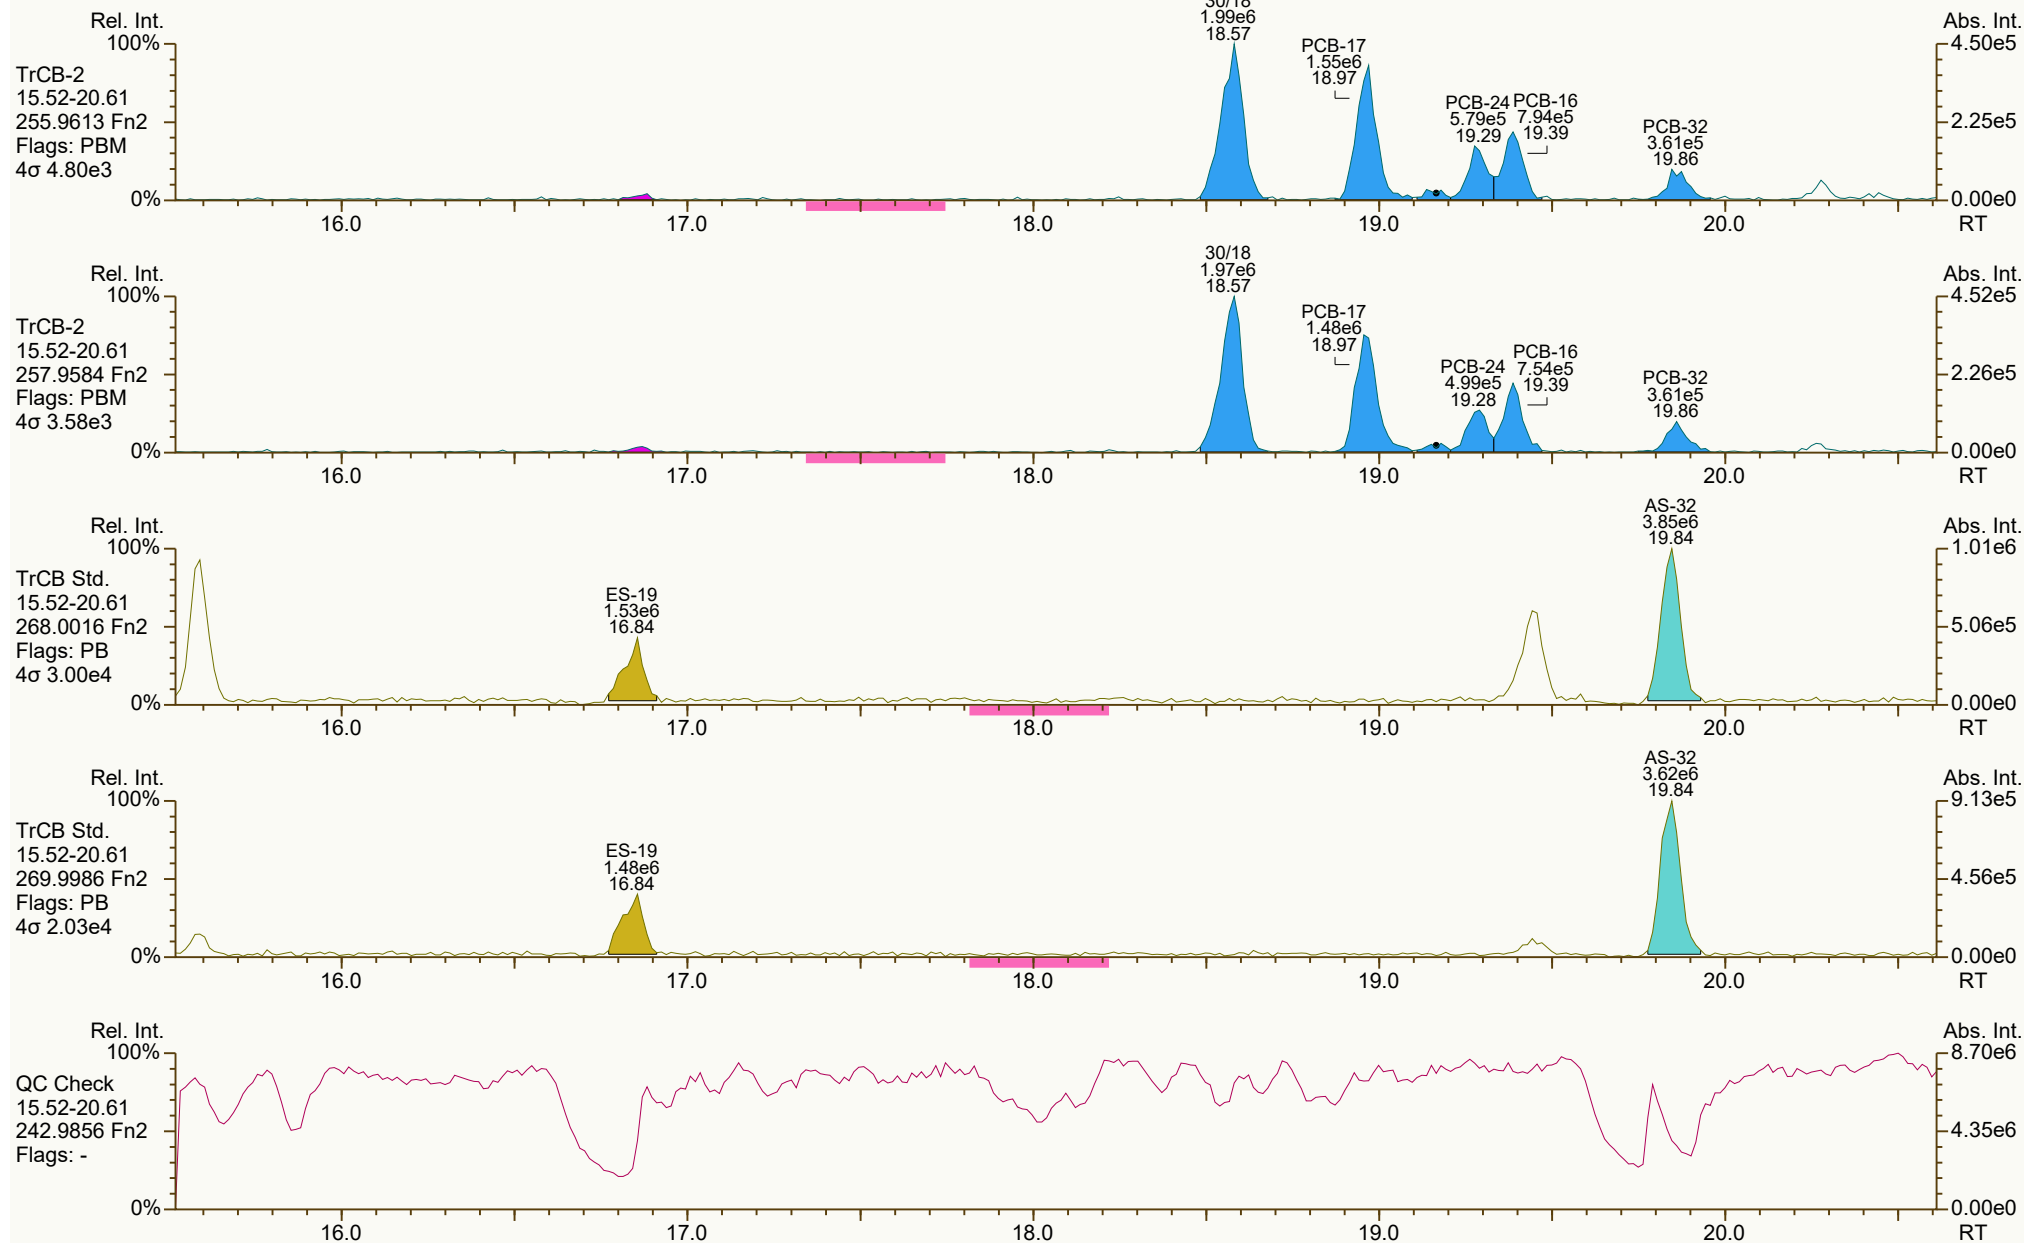 30/18
1.99e6
18.57
Rel. Int.
100%
0%
TrCB-2
15.52-20.61
255.9613 Fn2
Flags: PBM
4σ 4.80e3
PCB-17
1.55e6
18.97
PCB-24
5.79e5
19.29
PCB-16
7.94e5
19.39
PCB-32
3.61e5
19.86
Abs. Int.
4.50e5
2.25e5
0.00e0
16.0 17.0 18.0 19.0 20.0 RT
Rel. Int.
100%
0%
TrCB-2
15.52-20.61
257.9584 Fn2
Flags: PBM
4σ 3.58e3
30/18
1.97e6
18.57
PCB-17
1.48e6
18.97
PCB-24
4.99e5
19.28
PCB-16
7.54e5
19.39
PCB-32
3.61e5
19.86
Abs. Int.
4.52e5
2.26e5
0.00e0
16.0 17.0 18.0 19.0 20.0 RT
Rel. Int.
100%
0%
TrCB Std.
15.52-20.61
268.0016 Fn2
Flags: PB
4σ 3.00e4
ES-19
1.53e6
16.84
AS-32
3.85e6
19.84
Abs. Int.
1.01e6
5.06e5
0.00e0
16.0 17.0 18.0 19.0 20.0 RT
Rel. Int.
100%
0%
TrCB Std.
15.52-20.61
269.9986 Fn2
Flags: PB
4σ 2.03e4
ES-19
1.48e6
16.84
AS-32
3.62e6
19.84
Abs. Int.
9.13e5
4.56e5
0.00e0
16.0 17.0 18.0 19.0 20.0 RT
Rel. Int.
100%
0%
QC Check
15.52-20.61
242.9856 Fn2
Flags: -
Abs. Int.
8.70e6
4.35e6
0.00e0
16.0 17.0 18.0 19.0 20.0 RT